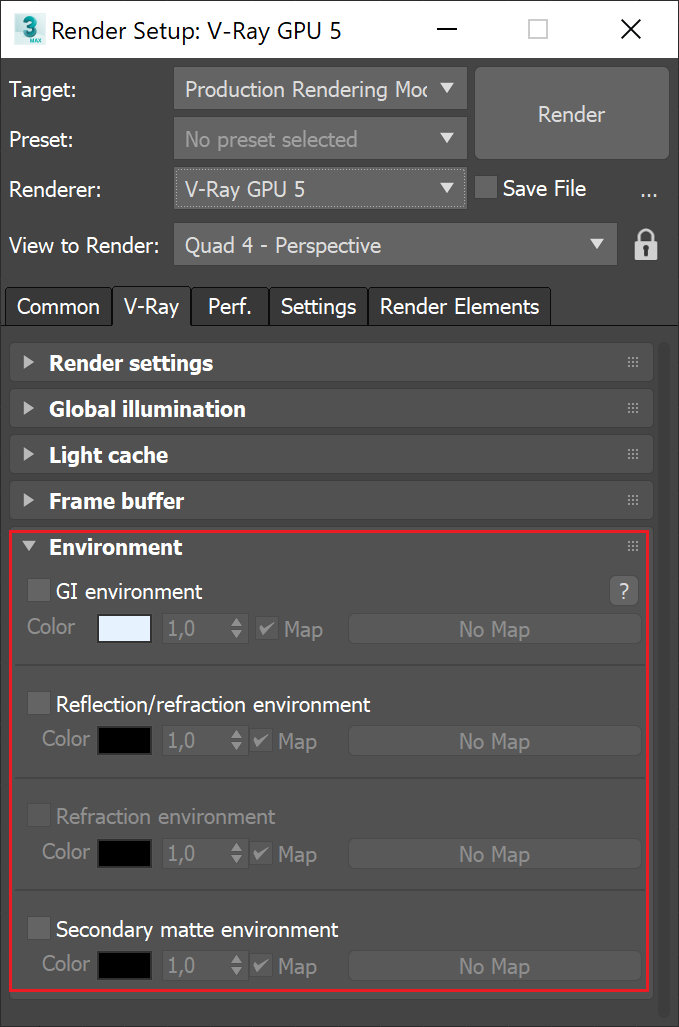 3 MAX Render Setup: V-Ray GPU 5
Target: Production Rendering Mod
Render
Preset: No preset selected
Renderer: V-Ray GPU 5 Save File ...
View to Render: Quad 4 - Perspective
Common V-Ray Perf. Settings Render Elements
Render settings
Global illumination
Light cache
Frame buffer
Environment
GI environment ?
Color 1,0 Map No Map
Reflection/refraction environment
Color 1,0 Map No Map
Refraction environment
Color 1,0 Map No Map
Secondary matte environment
Color 1,0 Map No Map